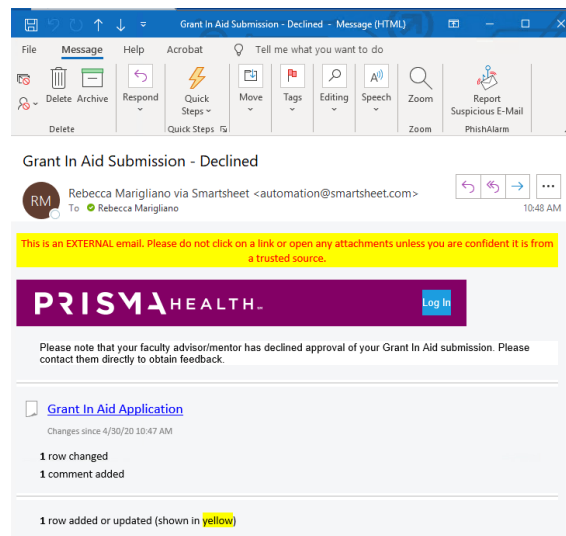 Grant In Aid Submission - Declined - Message (HTML)
File Message Help Acrobat Tell me what you want to do
Delete Archive Respond Quick Steps Move Tags Editing Speech Zoom Report Suspicious E-Mail
Delete Quick Steps Zoom PhishAlarm
Grant In Aid Submission - Declined
RM
Rebecca Marigliano via Smartsheet <automation@smartsheet.com>
To Rebecca Marigliano
10:48 AM
This is an EXTERNAL email. Please do not click on a link or open any attachments unless you are confident it is from
a trusted source.
PRISMA HEALTH™
Log In
Please note that your faculty advisor/mentor has declined approval of your Grant In Aid submission. Please
contact them directly to obtain feedback.
Grant In Aid Application
Changes since 4/30/20 10:47 AM
1 row changed
1 comment added
1 row added or updated (shown in yellow)